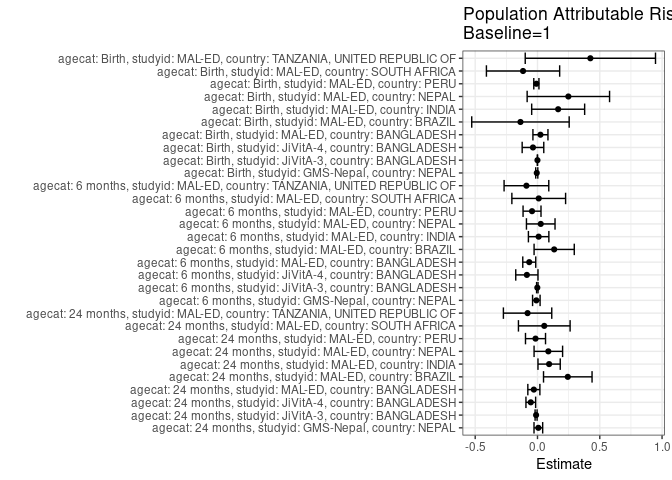 Population Attributable Ris
Baseline=1
agecat: Birth, studyid: MAL-ED, country: TANZANIA, UNITED REPUBLIC OF
agecat: Birth, studyid: MAL-ED, country: SOUTH AFRICA
agecat: Birth, studyid: MAL-ED, country: PERU
agecat: Birth, studyid: MAL-ED, country: NEPAL
agecat: Birth, studyid: MAL-ED, country: INDIA
agecat: Birth, studyid: MAL-ED, country: BRAZIL
agecat: Birth, studyid: MAL-ED, country: BANGLADESH
agecat: Birth, studyid: JiVitA-4, country: BANGLADESH
agecat: Birth, studyid: JiVitA-3, country: BANGLADESH
agecat: Birth, studyid: GMS-Nepal, country: NEPAL
agecat: 6 months, studyid: MAL-ED, country: TANZANIA, UNITED REPUBLIC OF
agecat: 6 months, studyid: MAL-ED, country: SOUTH AFRICA
agecat: 6 months, studyid: MAL-ED, country: PERU
agecat: 6 months, studyid: MAL-ED, country: NEPAL
agecat: 6 months, studyid: MAL-ED, country: INDIA
agecat: 6 months, studyid: MAL-ED, country: BRAZIL
agecat: 6 months, studyid: MAL-ED, country: BANGLADESH
agecat: 6 months, studyid: JiVitA-4, country: BANGLADESH
agecat: 6 months, studyid: JiVitA-3, country: BANGLADESH
agecat: 6 months, studyid: GMS-Nepal, country: NEPAL
agecat: 24 months, studyid: MAL-ED, country: TANZANIA, UNITED REPUBLIC OF
agecat: 24 months, studyid: MAL-ED, country: SOUTH AFRICA
agecat: 24 months, studyid: MAL-ED, country: PERU
agecat: 24 months, studyid: MAL-ED, country: NEPAL
agecat: 24 months, studyid: MAL-ED, country: INDIA
agecat: 24 months, studyid: MAL-ED, country: BRAZIL
agecat: 24 months, studyid: MAL-ED, country: BANGLADESH
agecat: 24 months, studyid: JiVitA-4, country: BANGLADESH
agecat: 24 months, studyid: JiVitA-3, country: BANGLADESH
agecat: 24 months, studyid: GMS-Nepal, country: NEPAL
-0.5 0.0 0.5 1.0
Estimate